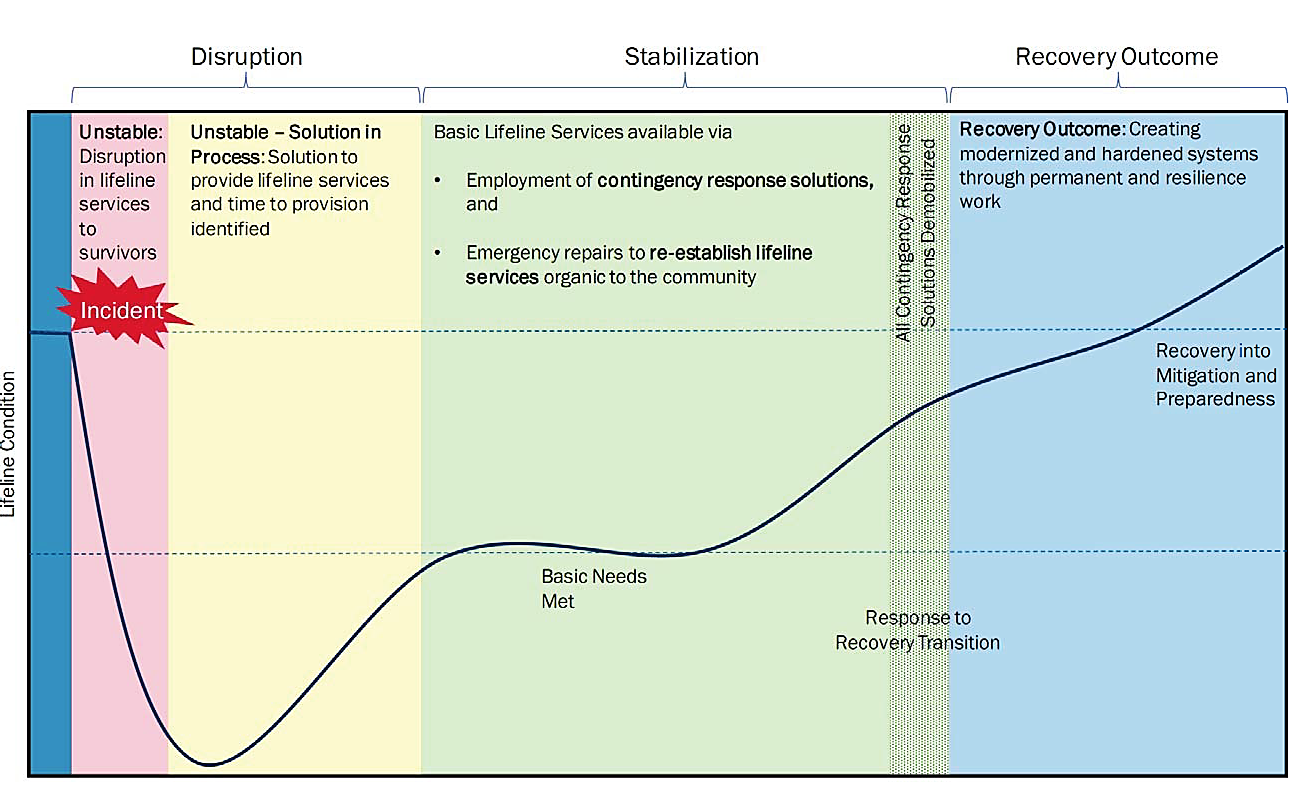 Disruption
Stabilization
Recovery Outcome
Unstable:
Disruption
in lifeline
services
to
survivors
Incident
Unstable – Solution in
Process: Solution to
provide lifeline services
and time to provision
identified
Basic Lifeline Services available via
• Employment of contingency response solutions,
and
• Emergency repairs to re-establish lifeline
services organic to the community
All Contingency Response
Solutions Demobilized
Recovery Outcome: Creating
modernized and hardened systems
through permanent and resilience
work
Recovery into
Mitigation and
Preparedness
Lifeline Condition
Basic Needs
Met
Response to
Recovery Transition